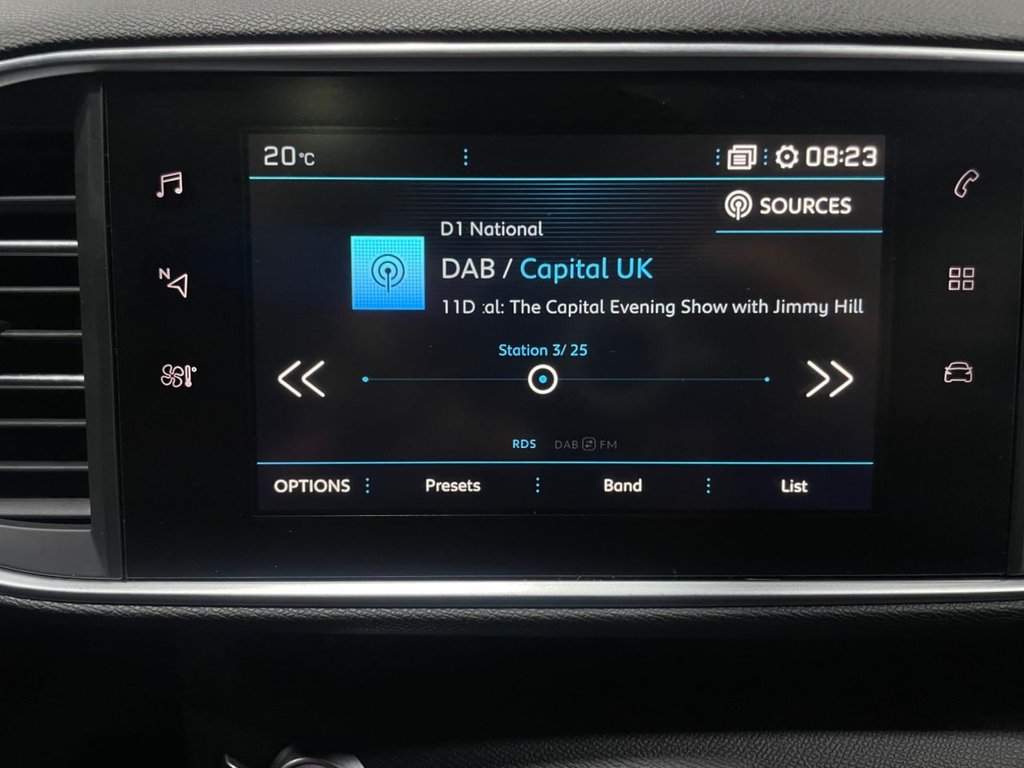 20°C
08:23
SOURCES
D1 National
DAB / Capital UK
11D :al: The Capital Evening Show with Jimmy Hill
Station 3/ 25
N
RDS DAB FM
OPTIONS Presets Band List